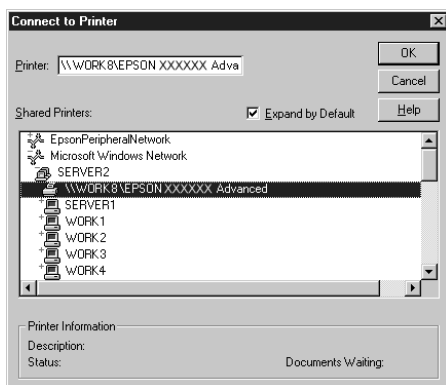 Connect to Printer
Printer: \\WORK8\EPSON XXXXXX Adva
OK
Cancel
Help
Shared Printers:
Expand by Default
EpsonPeripheralNetwork
Microsoft Windows Network
SERVER2
\\WORK8\EPSON XXXXXX Advanced
SERVER1
WORK1
WORK2
WORK3
WORK4
Printer Information
Description:
Status:
Documents Waiting: